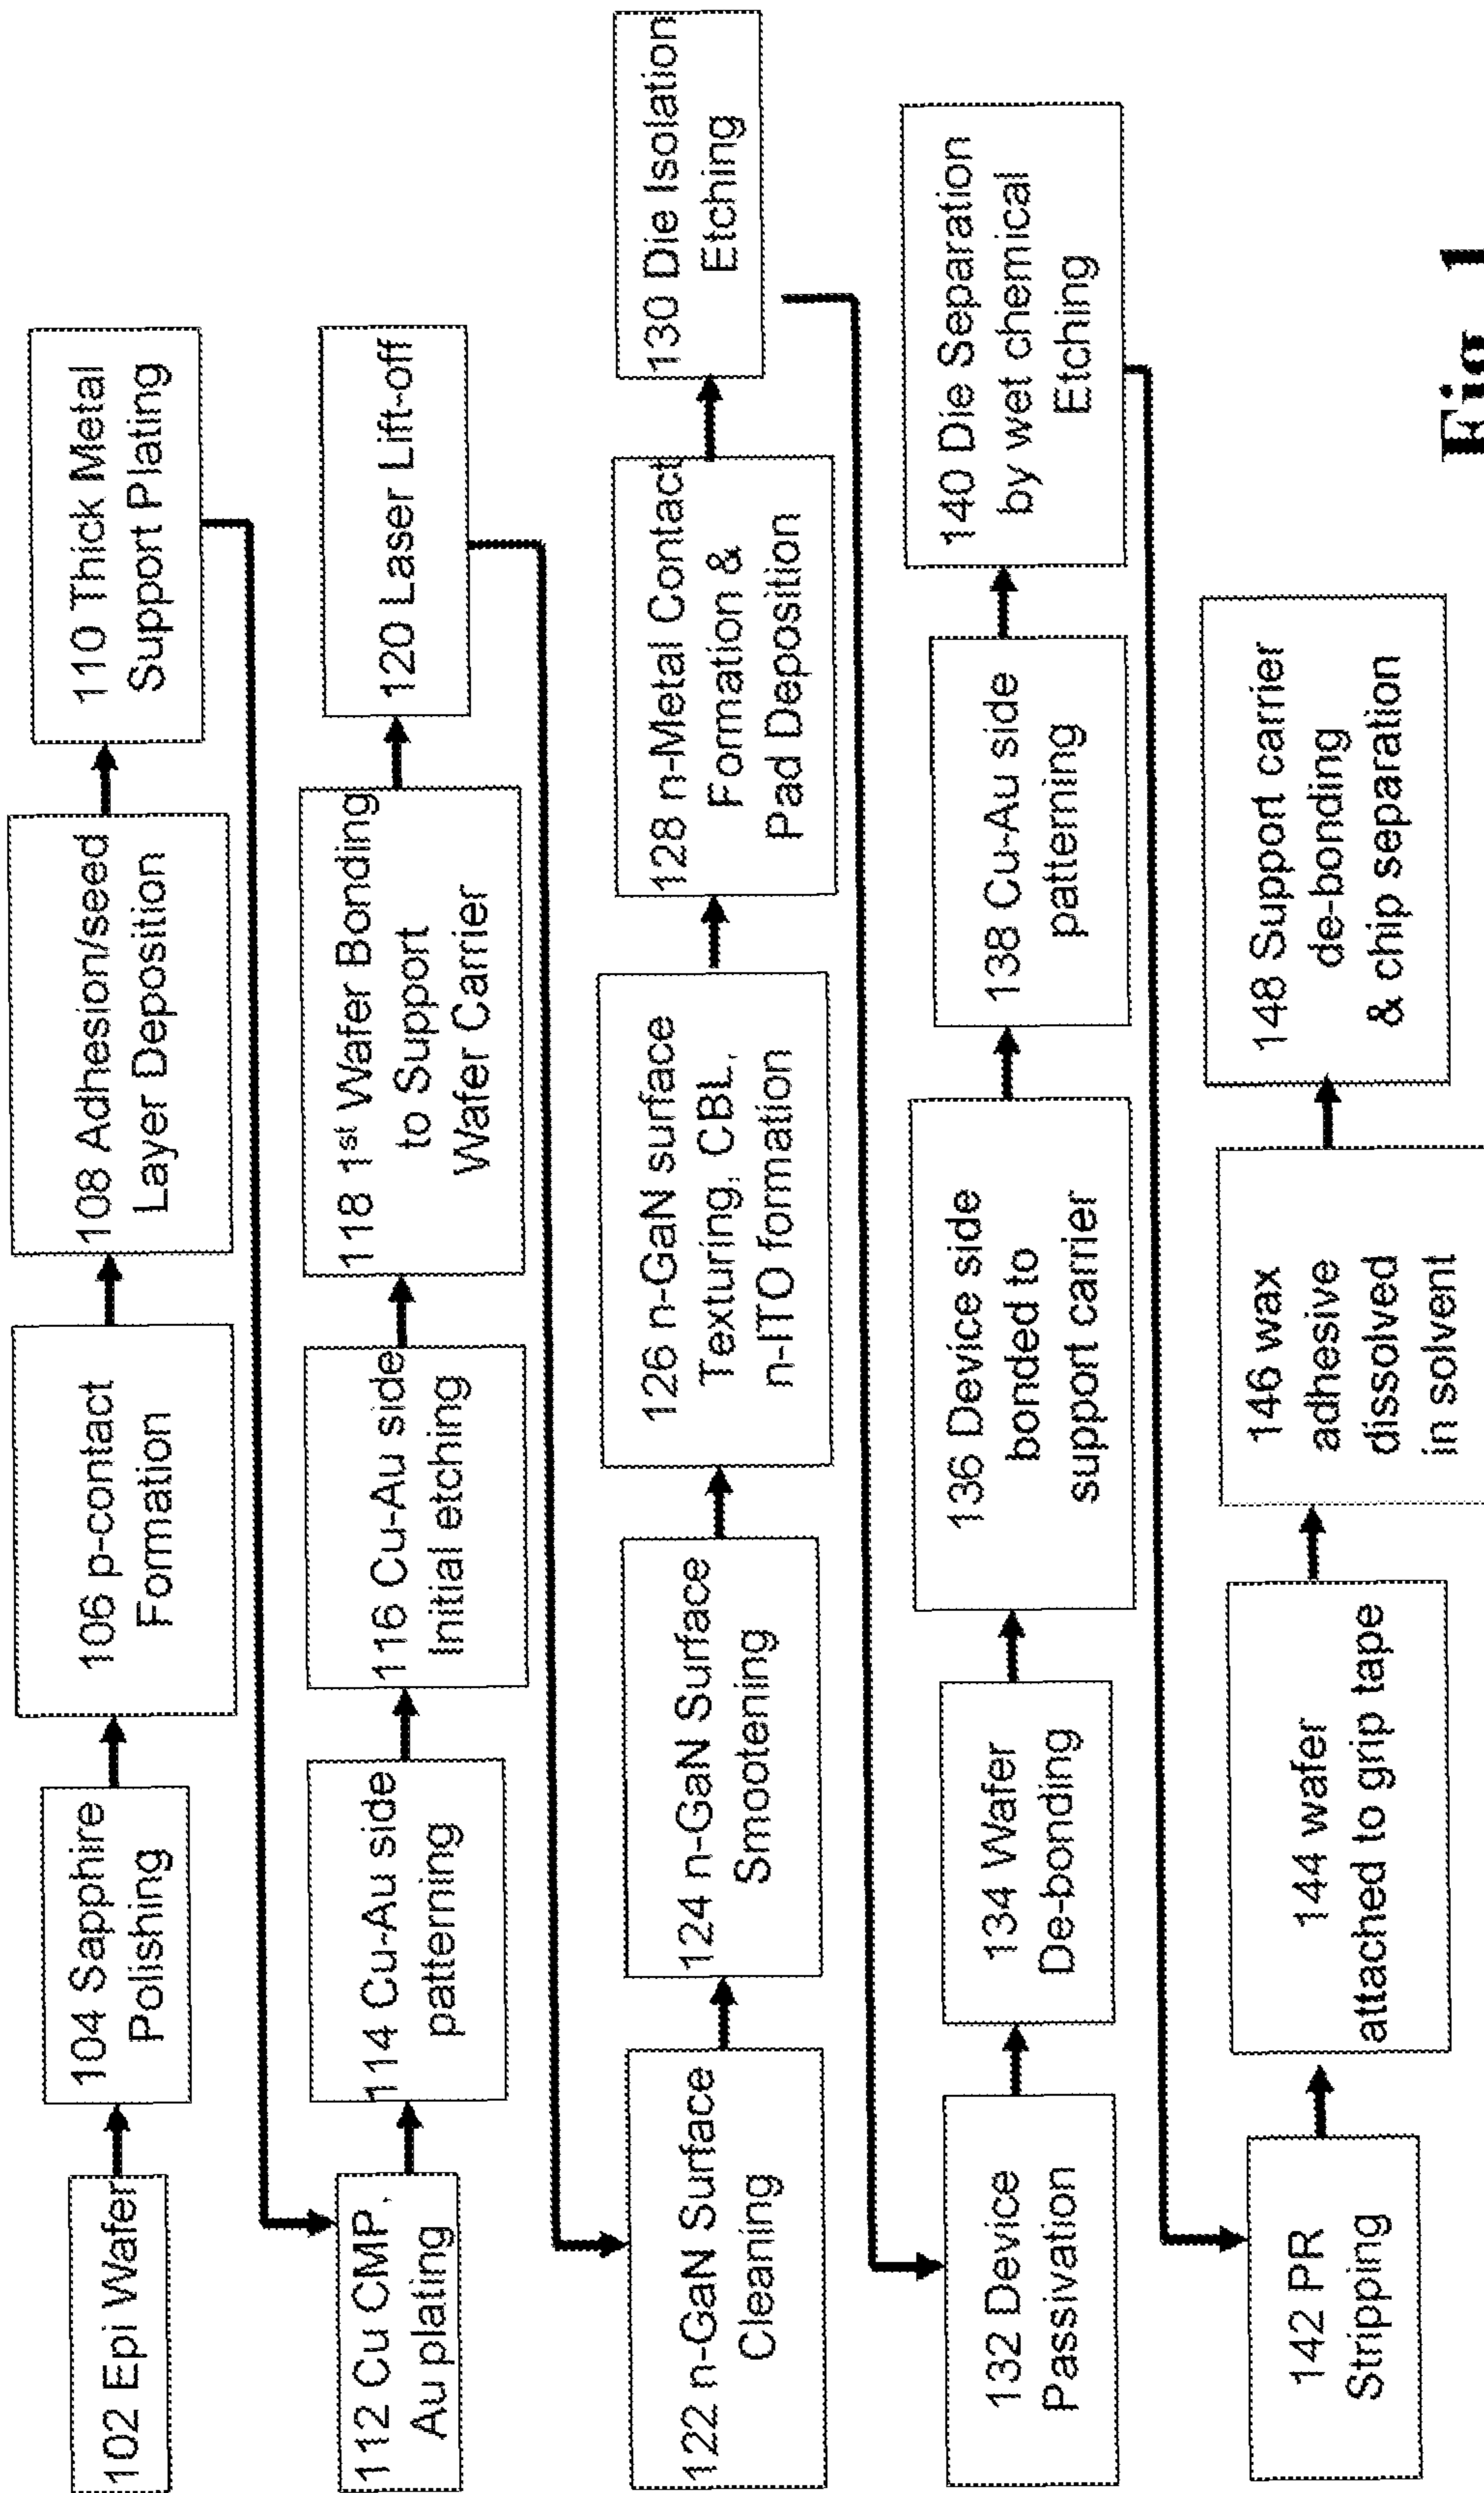 102 Epi Wafer
104 Sapphire
Polishing
106 p-contact
Formation
108 Adhesion/seed
Layer Deposition
110 Thick Metal
Support Plating
112 Cu CMP,
Au plating
114 Cu-Au side
patterning
116 Cu-Au side
Initial etching
118 1st Wafer Bonding
to Support
Wafer Carrier
120 Laser Lift-off
122 n-GaN Surface
Cleaning
124 n-GaN Surface
Smootening
126 n-GaN surface
Texturing, CBL,
n-ITO formation
128 n-Metal Contact
Formation &
Pad Deposition
130 Die Isolation
Etching
132 Device
Passivation
134 Wafer
De-bonding
136 Device side
bonded to
support carrier
138 Cu-Au side
patterning
140 Die Separation
by wet chemical
Etching
142 PR
Stripping
144 wafer
attached to grip tape
146 wax
adhesive
dissolved
in solvent
148 Support carrier
de-bonding
& chip separation
Fig. 1